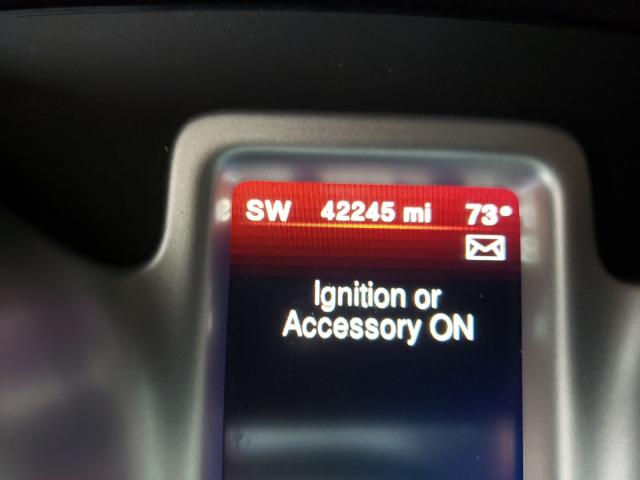 SW 42245 mi 73°
Ignition or
Accessory ON